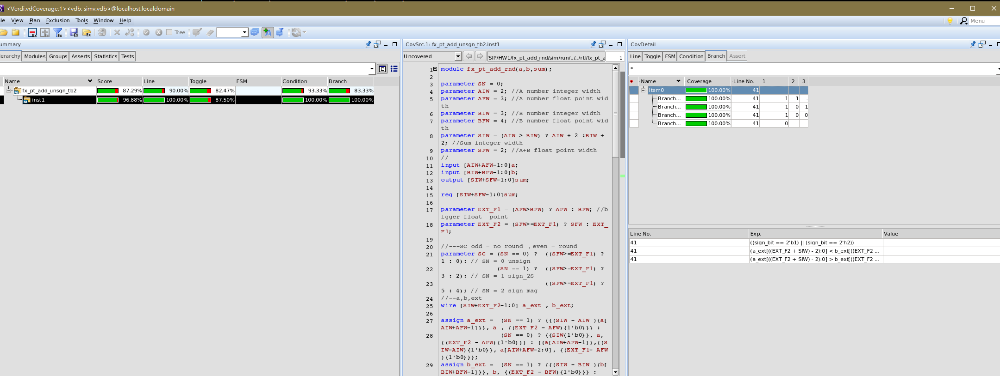 <Verdi:vdCoverage:1><vdb: simv.vdb>@localhost.localdomain
ile View Plan Exclusion Tools Window Help
Menu
Ex Ex Ex Ex Ex Tree
ummary
ierarchy Modules Groups Asserts Statistics Tests
Name Score Line Toggle FSM Condition Branch
fx_pt_add_unsgn_tb2 87.29% 90.00% 82.47% 93.33% 83.33%
inst1 96.88% 100.00% 87.50% 100.00% 100.00%
CovSrc.1: fx_pt_add_unsgn_tb2.inst1
Uncovered /SIP/HW1/fx_pt_add_rnd/sim/run/../../rtl/fx_pt_a 1
1 module fx_pt_add_rnd(a,b,sum);
2
3 parameter SN = 0;
4 parameter AIW = 2; //A number integer width
5 parameter AFW = 3; //A number float point wid
th
6 parameter BIW = 3; //B number integer width
7 parameter BFW = 4; //B number float point wid
th
8 parameter SIW = (AIW > BIW) ? AIW + 2 :BIW +
2; //Sum integer width
9 parameter SFW = 2; //A+B float point width
10 //
11 input [AIW+AFW-1:0]a;
12 input [BIW+BFW-1:0]b;
13 output [SIW+SFW-1:0]sum;
14
15 reg [SIW+SFW-1:0]sum;
16
17 parameter EXT_F1 = (AFW>BFW) ? AFW : BFW; //b
igger float  point
18 parameter EXT_F2 = (SFW>=EXT_F1) ? SFW : EXT_
F1;
19
20 //---SC odd = no round , even = round
21 parameter SC = (SN == 0) ?  ((SFW>=EXT_F1) ?
1 : 0): // SN = 0 unsign
22 (SN == 1) ?  ((SFW>=EXT_F1) ?
3 : 2): // SN = 1 sign_2S
23 ((SFW>=EXT_F1) ?
5 : 4); // SN = 2 sign_mag
24 //--a,b,ext
25 wire [SIW+EXT_F2-1:0] a_ext , b_ext;
26
27 assign a_ext =  (SN == 1) ? {{(SIW - AIW ){a[
AIW+AFW-1]}}, a , {(EXT_F2 - AFW){1'b0}}} :
28 (SN == 0) ? {{SIW{1'b0}}, a,
{(EXT_F2 - AFW){1'b0}}} : {{a[AIW+AFW-1]},{(S
IW-AIW){1'b0}}, a[AIW+AFW-2:0], {(EXT_F1- AFW
){1'b0}}};
29 assign b_ext =  (SN == 1) ? {{(SIW - BIW ){b[
BIW+BFW-1]}}, b, {(EXT_F2 - BFW){1'b0}}} :
CovDetail
Line Toggle FSM Condition Branch Assert
*
Name Coverage Line No. -1- -2- -3-
Item0 100.00% 41
Branch... 100.00% 41 1 1 -
Branch... 100.00% 41 1 0 1
Branch... 100.00% 41 1 0 0
Branch... 100.00% 41 0 - -
Line No. Exp. Value
41 ((sign_bit == 2'b1) || (sign_bit == 2'h2))
41 (a_ext[((EXT_F2 + SIW) - 2):0] < b_ext[((EXT_F2 ...
41 (a_ext[((EXT_F2 + SIW) - 2):0] > b_ext[((EXT_F2 ...